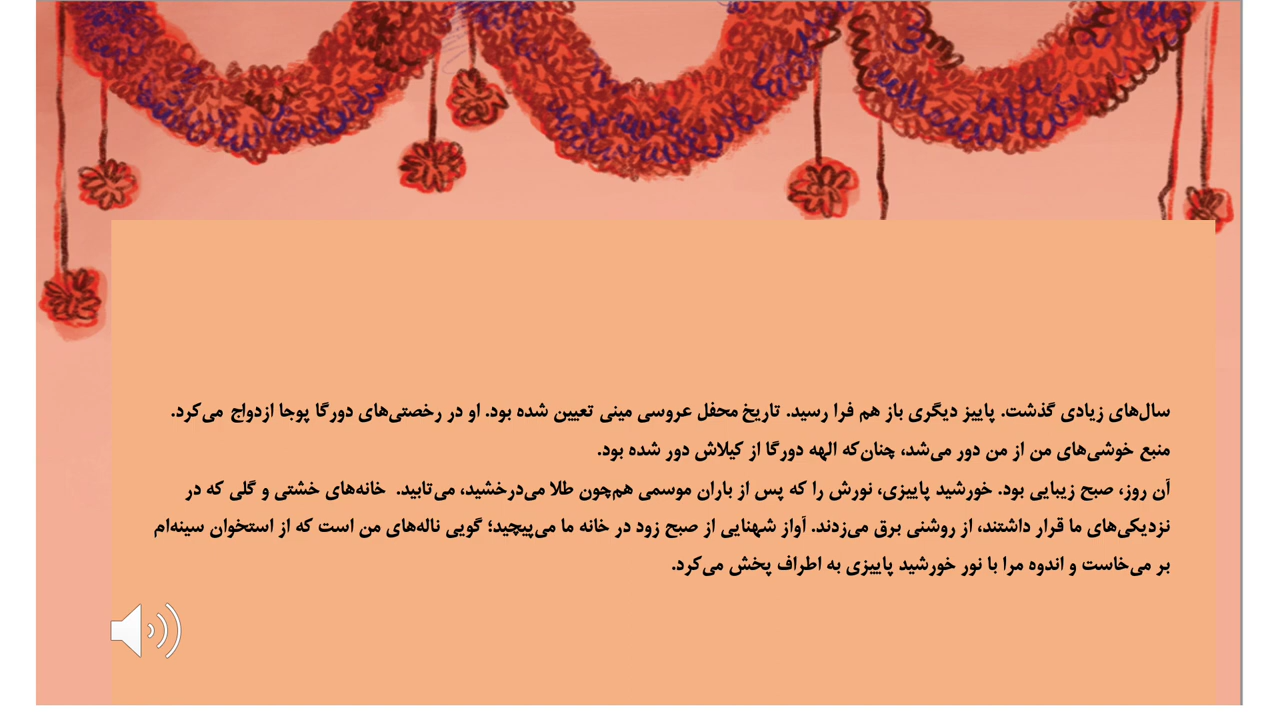 سال‌های زیادی گذشت. پاییز دیگری باز هم فرا رسید. تاریخ محفل عروسی مینی تعیین شده بود. او در رخصتی‌های دورگا پوجا ازدواج می‌کرد.
منبع خوشی‌های من از من دور می‌شد، چنان‌که الهه دورگا از کیلاش دور شده بود.
آن روز، صبح زیبایی بود. خورشید پاییزی، نورش را که پس از باران موسمی هم‌چون طلا می‌درخشید، می‌تابید. خانه‌های خشتی و گلی که در
نزدیکی‌های ما قرار داشتند، از روشنی برق می‌زدند. آواز شهنایی از صبح زود در خانه ما می‌پیچید؛ گویی ناله‌های من است که از استخوان سینه‌ام
بر می‌خاست و اندوه مرا با نور خورشید پاییزی به اطراف پخش می‌کرد.